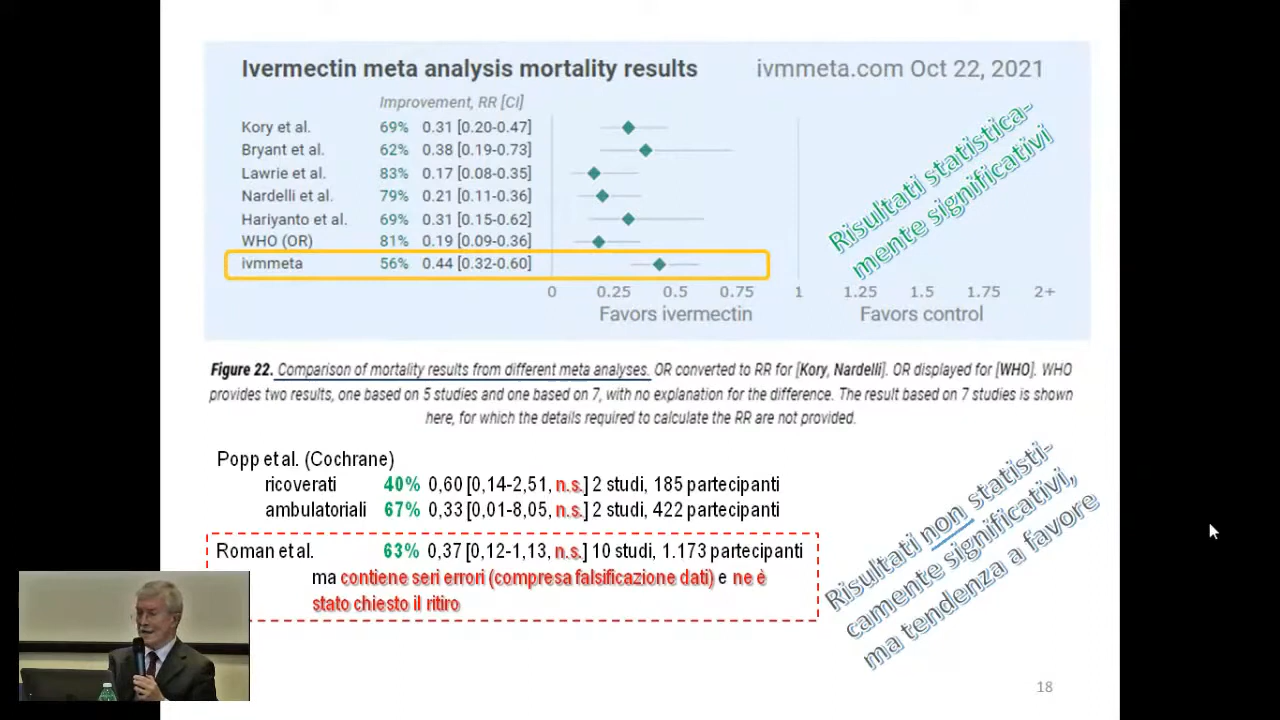 Ivermectin meta analysis mortality results ivmmeta.com Oct 22, 2021
Improvement, RR [CI]
Kory et al. 69% 0.31 [0.20-0.47]
Bryant et al. 62% 0.38 [0.19-0.73]
Lawrie et al. 83% 0.17 [0.08-0.35]
Nardelli et al. 79% 0.21 [0.11-0.36]
Hariyanto et al. 69% 0.31 [0.15-0.62]
WHO (OR) 81% 0.19 [0.09-0.36]
ivmmeta 56% 0.44 [0.32-0.60]
0 0.25 0.5 0.75 1 1.25 1.5 1.75 2+
Favors ivermectin Favors control
Risultati statistica-
mente significativi
Figure 22. Comparison of mortality results from different meta analyses. OR converted to RR for [Kory, Nardelli]. OR displayed for [WHO]. WHO
provides two results, one based on 5 studies and one based on 7, with no explanation for the difference. The result based on 7 studies is shown
here, for which the details required to calculate the RR are not provided.
Popp et al. (Cochrane)
ricoverati 40% 0,60 [0,14-2,51, n.s.] 2 studi, 185 partecipanti
ambulatoriali 67% 0,33 [0,01-8,05, n.s.] 2 studi, 422 partecipanti
Roman et al. 63% 0,37 [0,12-1,13, n.s.] 10 studi, 1.173 partecipanti
ma contiene seri errori (compresa falsificazione dati) e ne è
stato chiesto il ritiro
Risultati non statisti-
camente significativi,
ma tendenza a favore
18